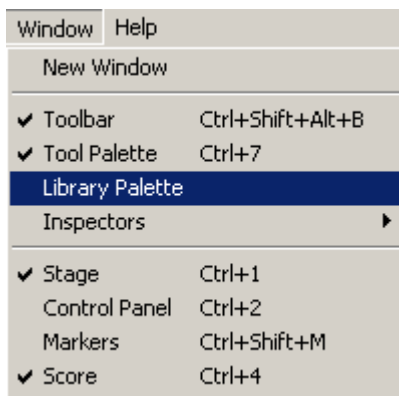 Window Help
New Window
✔ Toolbar Ctrl+Shift+Alt+B
✔ Tool Palette Ctrl+7
Library Palette
Inspectors
✔ Stage Ctrl+1
Control Panel Ctrl+2
Markers Ctrl+Shift+M
✔ Score Ctrl+4